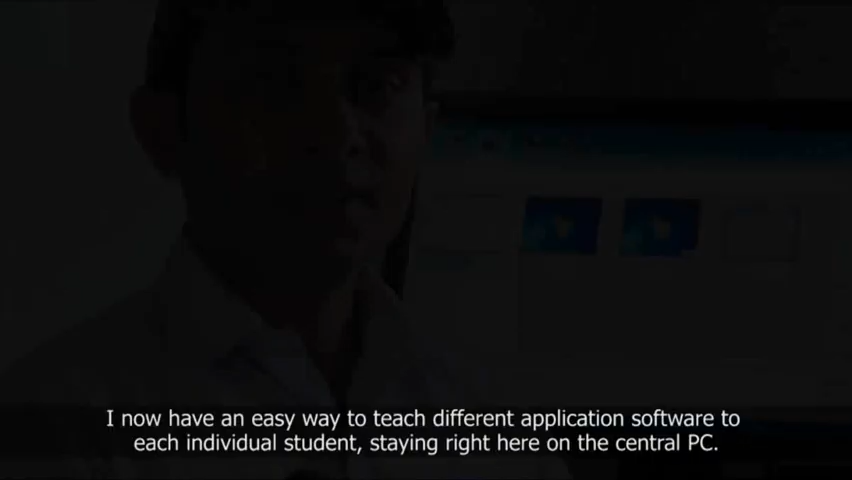 I now have an easy way to teach different application software to
each individual student, staying right here on the central PC.